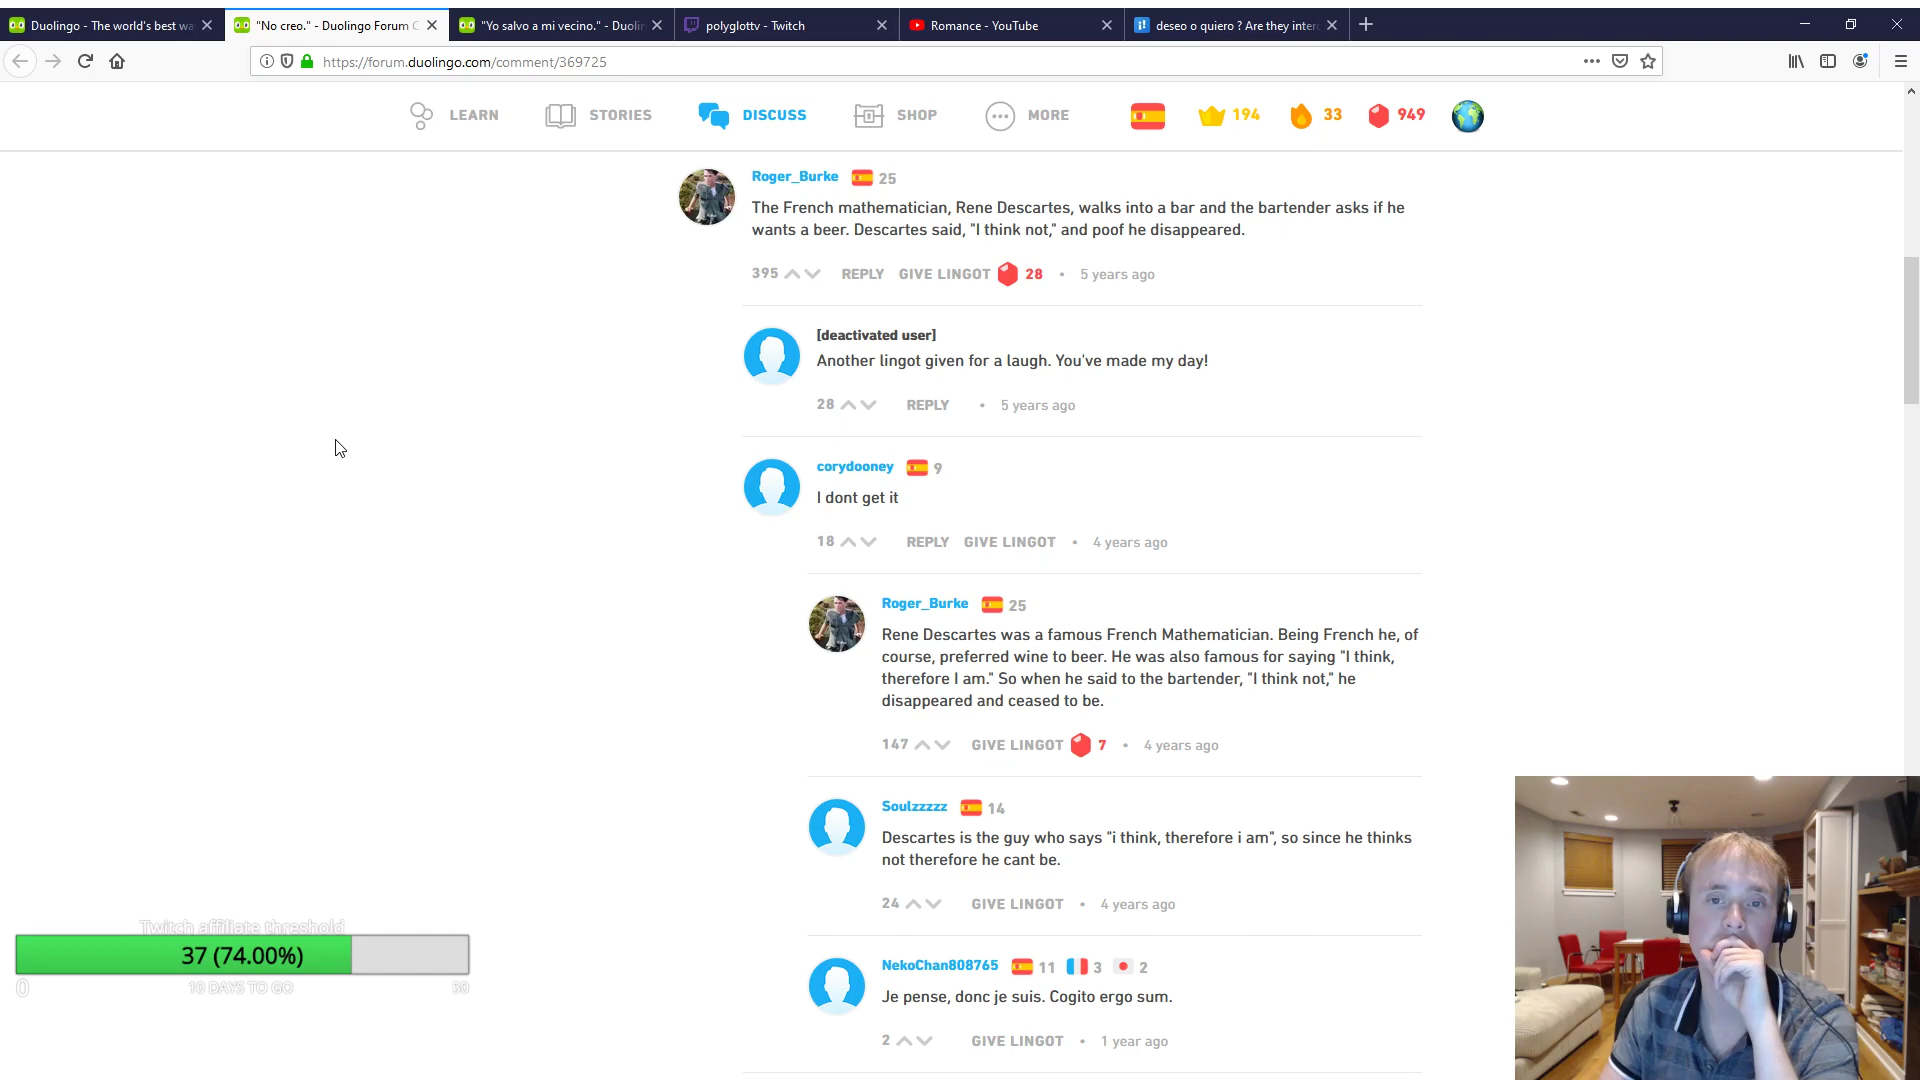 Duolingo - The world's best wa
"No creo." - Duolingo Forum C
"Yo salvo a mi vecino." - Duolin
polyglottv - Twitch
Romance - YouTube
deseo o quiero ? Are they interc
https://forum.duolingo.com/comment/369725
LEARN
STORIES
DISCUSS
SHOP
MORE
194
33
949
Roger_Burke 25
The French mathematician, Rene Descartes, walks into a bar and the bartender asks if he
wants a beer. Descartes said, "I think not," and poof he disappeared.
395 REPLY GIVE LINGOT 28 • 5 years ago
[deactivated user]
Another lingot given for a laugh. You've made my day!
28 REPLY • 5 years ago
corydooney 9
I dont get it
18 REPLY GIVE LINGOT • 4 years ago
Roger_Burke 25
Rene Descartes was a famous French Mathematician. Being French he, of
course, preferred wine to beer. He was also famous for saying "I think,
therefore I am." So when he said to the bartender, "I think not," he
disappeared and ceased to be.
147 GIVE LINGOT 7 • 4 years ago
Soulzzzzz 14
Descartes is the guy who says "i think, therefore i am", so since he thinks
not therefore he cant be.
24 GIVE LINGOT • 4 years ago
NekoChan808765 11 3 2
Je pense, donc je suis. Cogito ergo sum.
2 GIVE LINGOT • 1 year ago
Twitch affiliate threshold
37 (74.00%)
0 10 DAYS TO GO 50